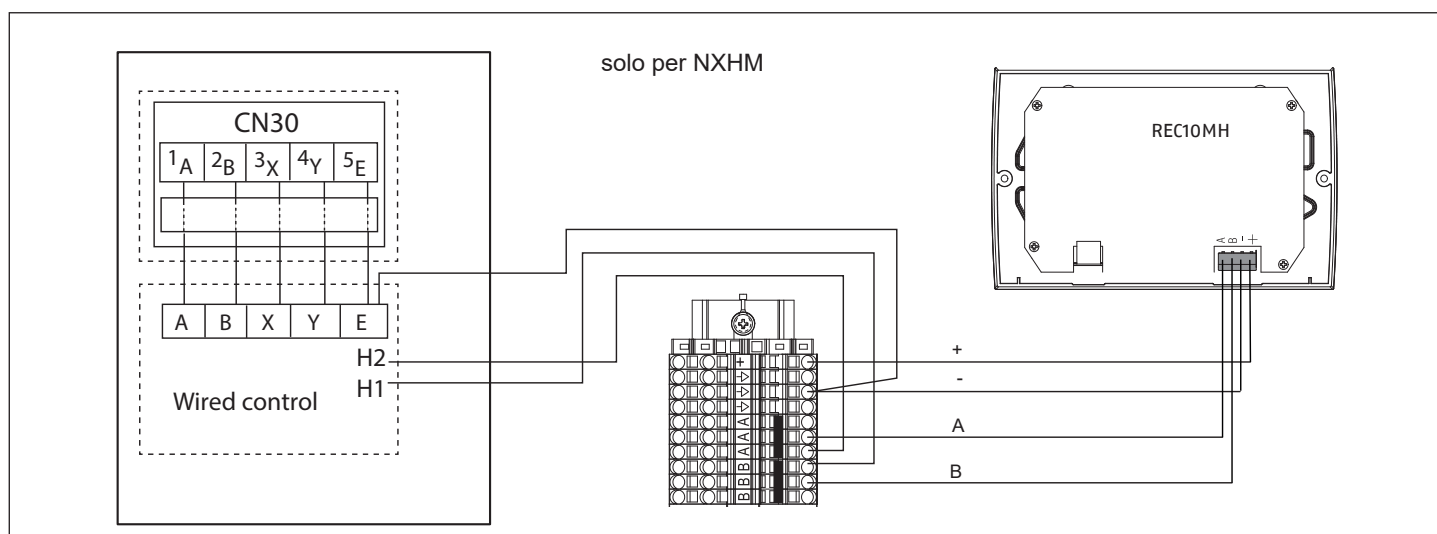 solo per NXHM
CN30
1A 2B 3X 4Y 5E
A B X Y E
H2
H1
Wired control
REC10MH
A B - +
+
-
A
B
+
A
A
A
B
B
B